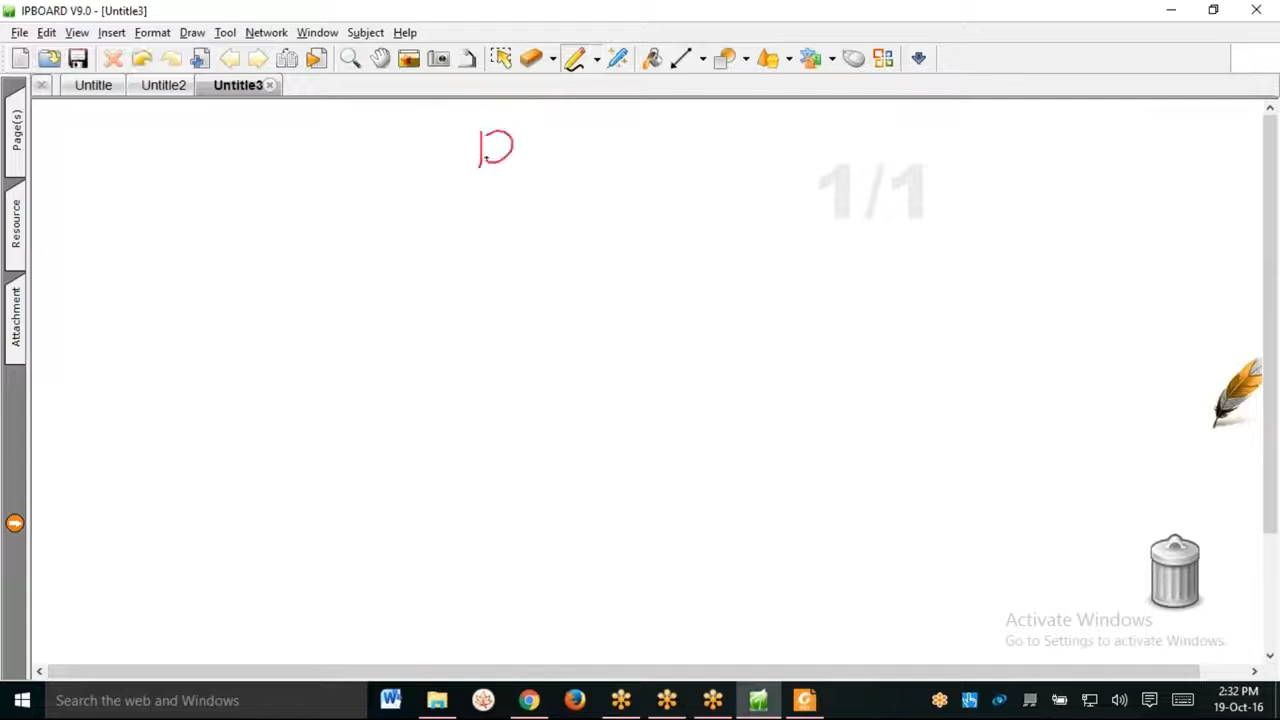 IPBOARD V9.0 - [Untitle3]
File Edit View Insert Format Draw Tool Network Window Subject Help
Untitle Untitle2 Untitle3
Page(s)
Resource
Attachment
D
1/1
Activate Windows
Go to Settings to activate Windows.
Search the web and Windows
2:32 PM
19-Oct-16